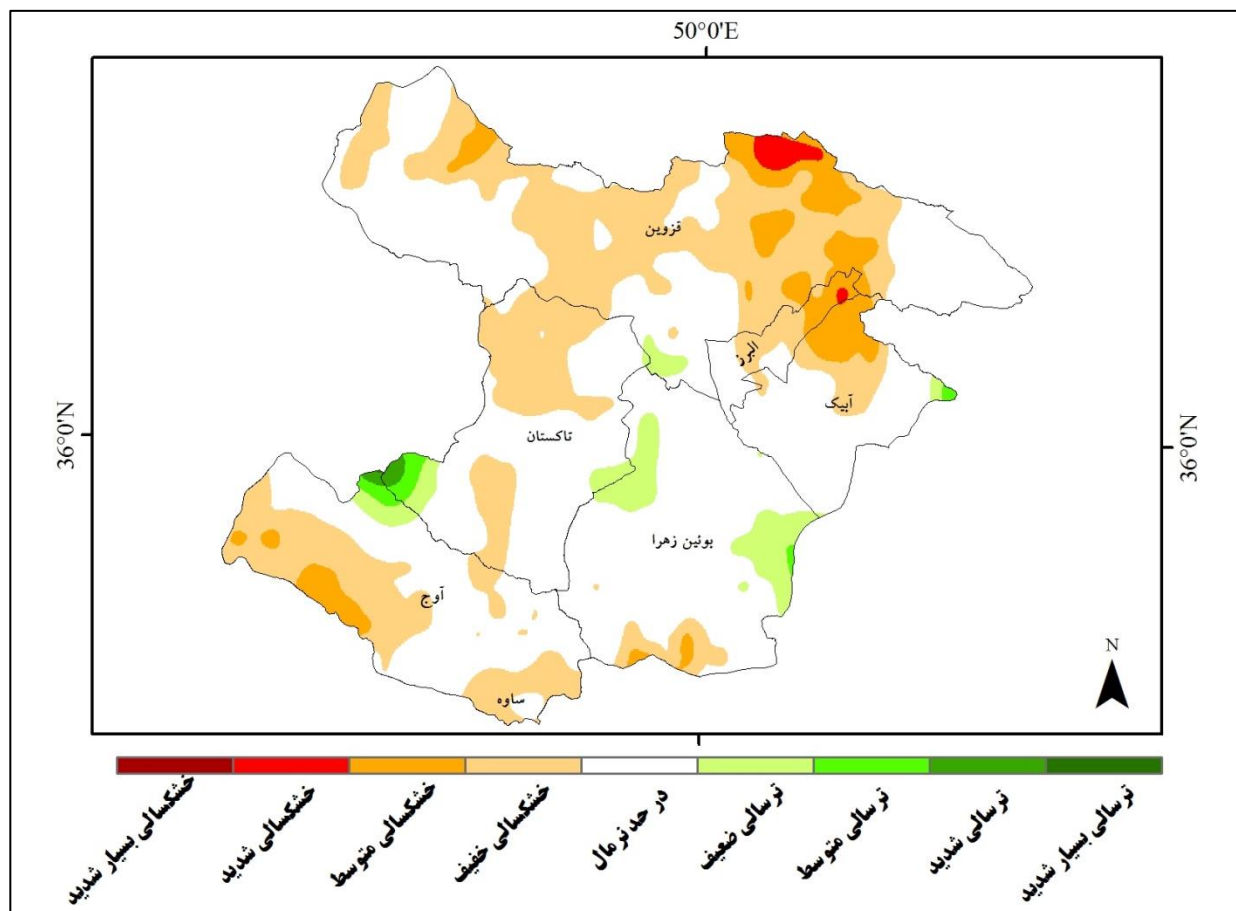 50°0'E
قزوین
البرز
آبیک
36°0'N
36°0'N
تاکستان
بوئین زهرا
آوج
N
ساوه
خشکسالی بسیار شدید
خشکسالی شدید
خشکسالی متوسط
خشکسالی خفیف
در حد نرمال
ترسالی ضعیف
ترسالی متوسط
ترسالی شدید
ترسالی بسیار شدید